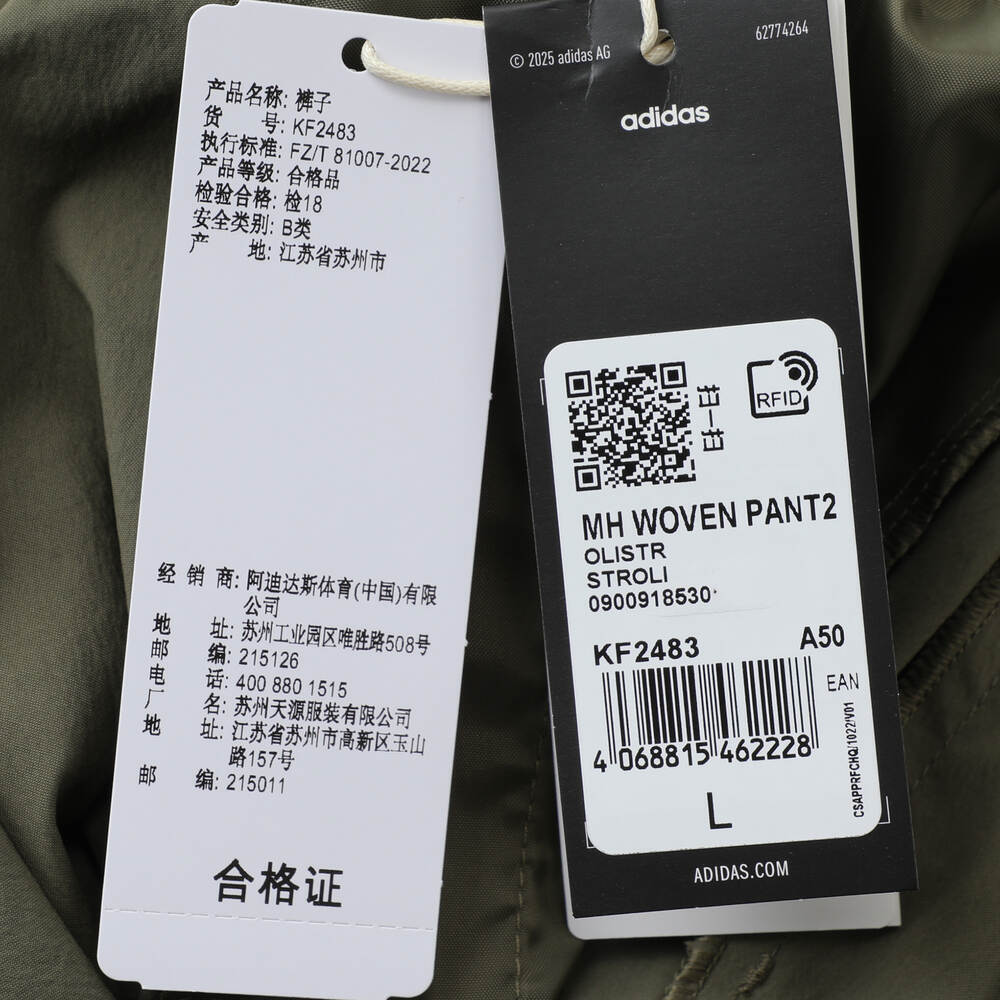 产品名称: 裤子
货 号: KF2483
执行标准: FZ/T 81007-2022
产品等级: 合格品
检验合格: 检18
安全类别: B类
产 地: 江苏省苏州市
经 销 商: 阿迪达斯体育(中国)有限
公司
地 址: 苏州工业园区唯胜路508号
邮 编: 215126
电 话: 400 880 1515
厂 名: 苏州天源服装有限公司
地 址: 江苏省苏州市高新区玉山
路157号
邮 编: 215011
合格证
© 2025 adidas AG
62774264
adidas
扫一扫
RFID
MH WOVEN PANT2
OLISTR
STROLI
0900918530
KF2483
A50
EAN
4 068815 462228
CSAPPRFCHQ/1022/V01
L
ADIDAS.COM